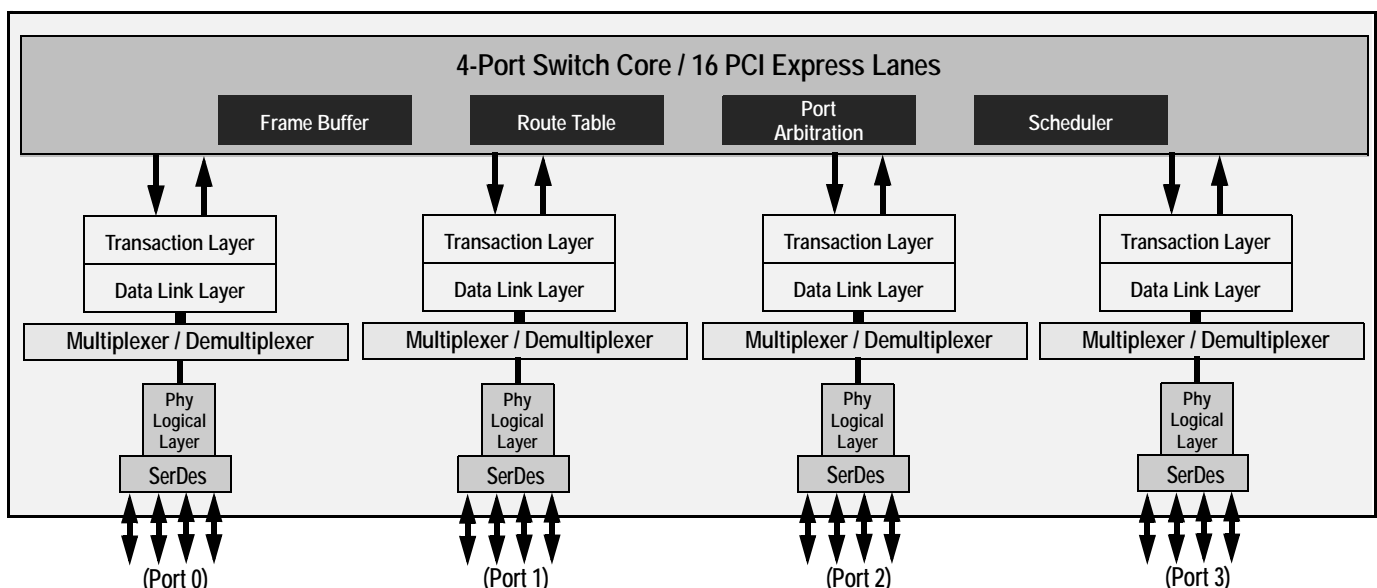 4-Port Switch Core / 16 PCI Express Lanes
Frame Buffer
Route Table
Port
Arbitration
Scheduler
Transaction Layer
Data Link Layer
Multiplexer / Demultiplexer
Phy
Logical
Layer
SerDes
(Port 0)
Transaction Layer
Data Link Layer
Multiplexer / Demultiplexer
Phy
Logical
Layer
SerDes
(Port 1)
Transaction Layer
Data Link Layer
Multiplexer / Demultiplexer
Phy
Logical
Layer
SerDes
(Port 2)
Transaction Layer
Data Link Layer
Multiplexer / Demultiplexer
Phy
Logical
Layer
SerDes
(Port 3)